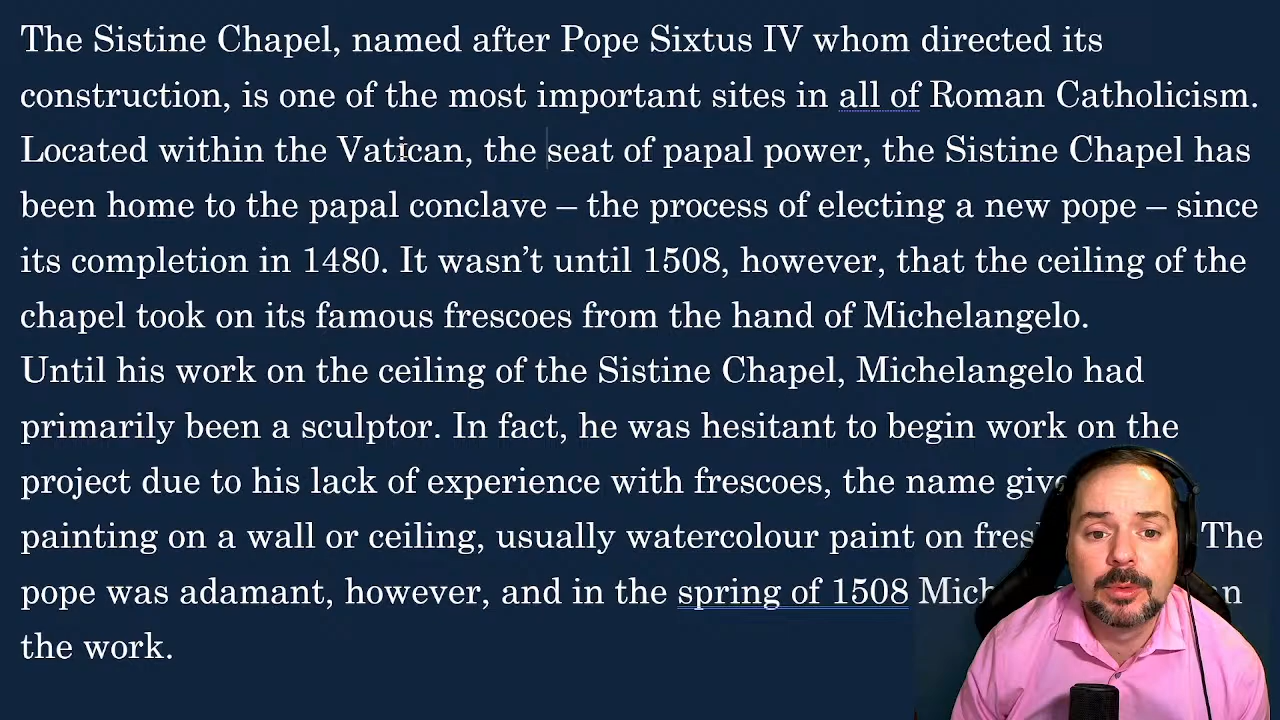 The Sistine Chapel, named after Pope Sixtus IV whom directed its
construction, is one of the most important sites in all of Roman Catholicism.
Located within the Vatican, the seat of papal power, the Sistine Chapel has
been home to the papal conclave – the process of electing a new pope – since
its completion in 1480. It wasn’t until 1508, however, that the ceiling of the
chapel took on its famous frescoes from the hand of Michelangelo.
Until his work on the ceiling of the Sistine Chapel, Michelangelo had
primarily been a sculptor. In fact, he was hesitant to begin work on the
project due to his lack of experience with frescoes, the name
painting on a wall or ceiling, usually watercolour paint on The
pope was adamant, however, and in the spring of 1508
the work.